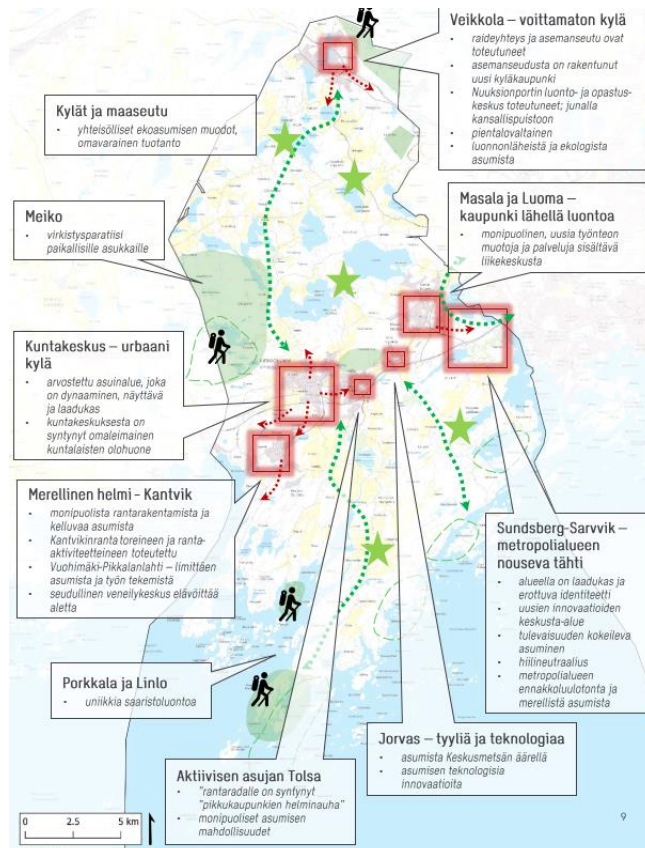 Veikkola – voittamaton kylä
• raideyhteys ja asemanseutu ovat
toteutuneet
• asemanseudusta on rakentunut
uusi kyläkaupunki
• Nuuksionportin luonto- ja opastus-
keskus toteutuneet; junalla
kansallispuistoon
• pientalovaltainen
• luonnonläheistä ja ekologista
asumista
Kylät ja maaseutu
• yhteisölliset ekoasumisen muodot,
omavarainen tuotanto
Masala ja Luoma –
kaupunki lähellä luontoa
• monipuolinen, uusia työnteon
muotoja ja palveluja sisältävä
liikekeskusta
Meiko
• virkistysparatiisi
paikallisille asukkaille
Kuntakeskus – urbaani
kylä
• arvostettu asuinalue, joka
on dynaaminen, näyttävä
ja laadukas
• kuntakeskuksesta on
syntynyt omaleimainen
kuntalaisten olohuone
Merellinen helmi - Kantvik
• monipuolista rantarakentamista ja
kelluvaa asumista
• Kantvikinranta toreineen ja ranta-
aktiviteetteineen toteutettu
• Vuohimäki-Pikkalanlahti – limittäen
asumista ja työn tekemistä
• seudullinen veneilykeskus elävöittää
aletta
Sundsberg-Sarvvik –
metropolialueen
nouseva tähti
• alueella on laadukas ja
erottuva identiteetti
• uusien innovaatioiden
keskusta-alue
• tulevaisuuden kokeileva
asuminen
• hiilineutraalius
• metropolialueen
ennakkoluulotonta ja
merellistä asumista
Porkkala ja Linlo
• uniikkia saaristoluontoa
Jorvas – tyyliä ja teknologiaa
• asumista Keskusmetsän äärellä
• asumisen teknologisia
innovaatioita
Aktiivisen asujan Tolsa
• "rantaradalle on syntynyt
"pikkukaupunkien helminauha"
• monipuoliset asumisen
mahdollisuudet
0 2.5 5 km
9